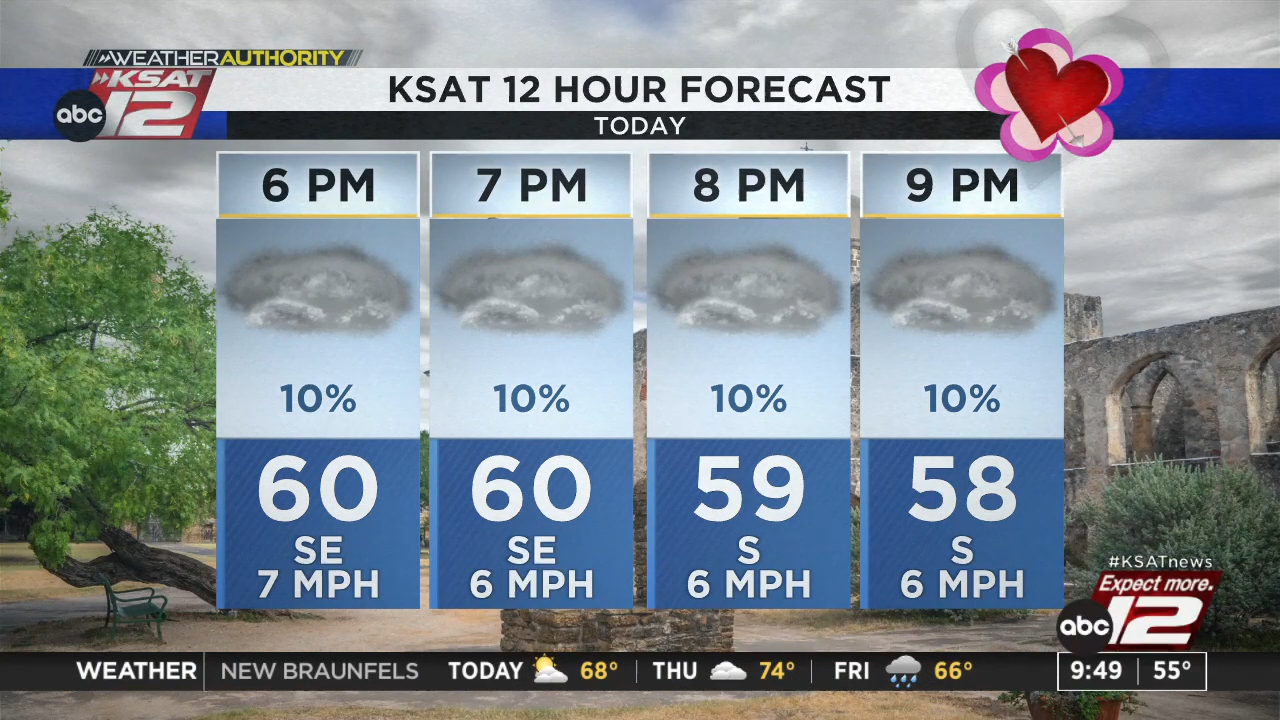 WEATHERAUTHORITY
KSAT
abc 12
KSAT 12 HOUR FORECAST
TODAY
6 PM
10%
60
SE
7 MPH
7 PM
10%
60
SE
6 MPH
8 PM
10%
59
S
6 MPH
9 PM
10%
58
S
6 MPH
#KSATnews
Expect more.
abc 12
WEATHER NEW BRAUNFELS TODAY 68° THU 74° FRI 66° 9:49 55°